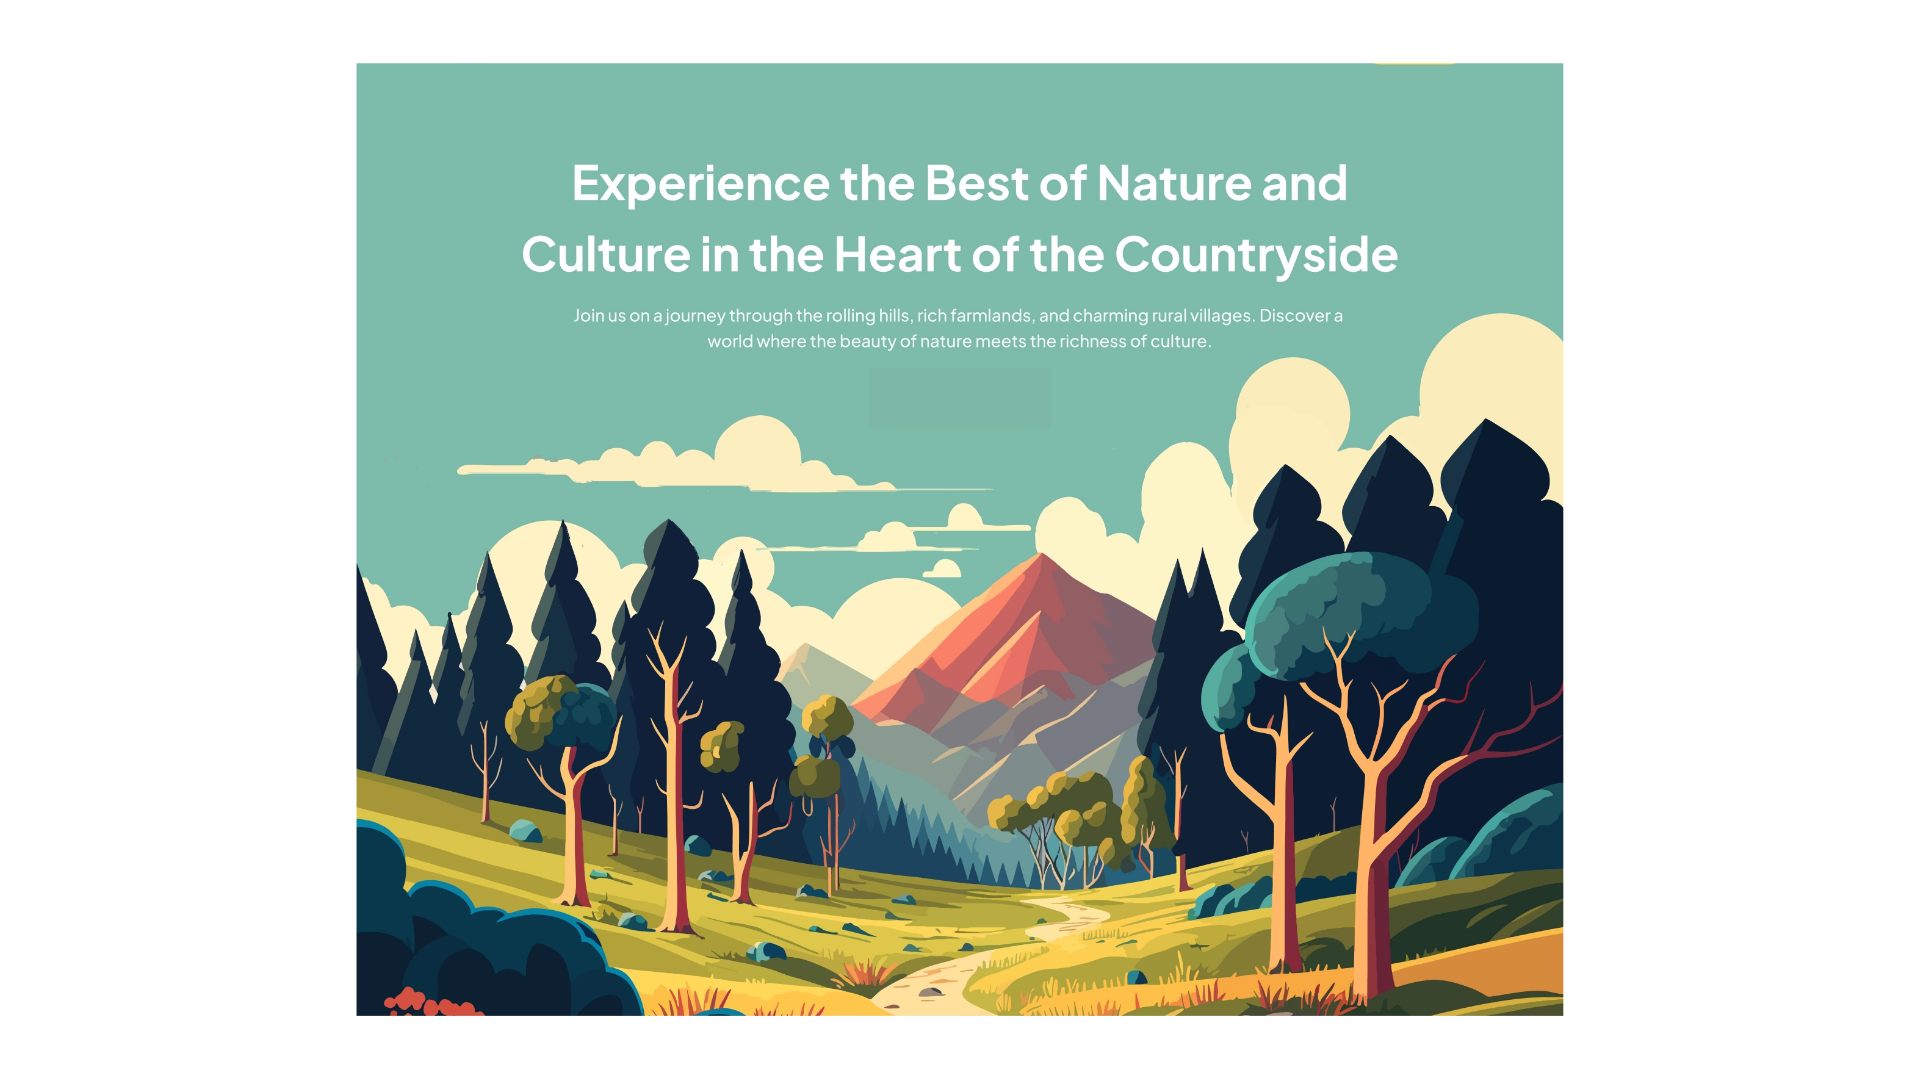 Experience the Best of Nature and
Culture in the Heart of the Countryside
Join us on a journey through the rolling hills, rich farmlands, and charming rural villages. Discover a
world where the beauty of nature meets the richness of culture.